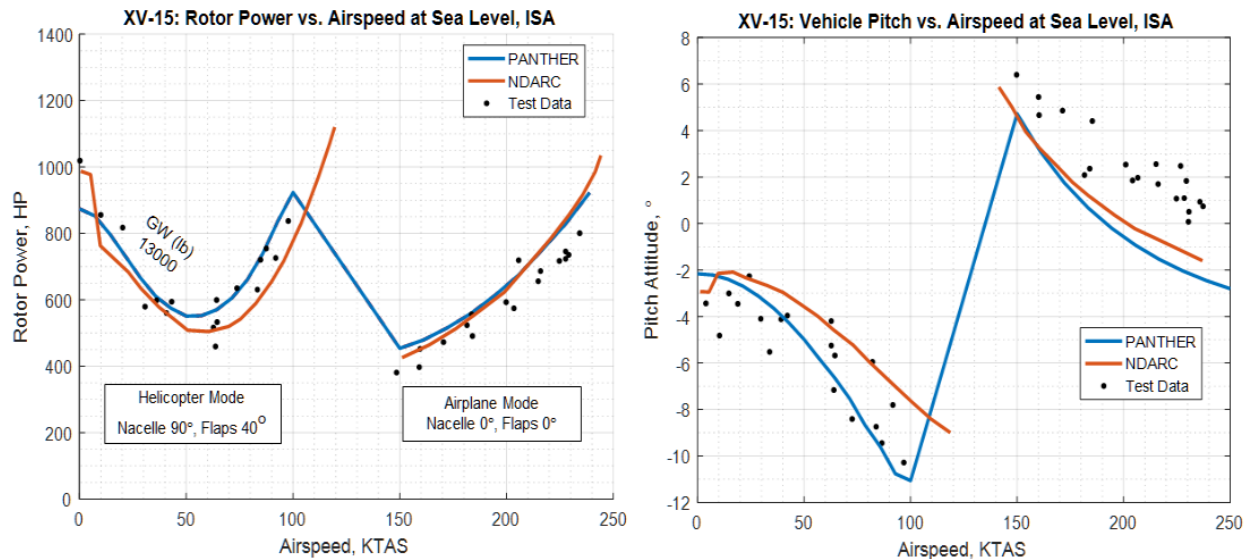 XV-15: Rotor Power vs. Airspeed at Sea Level, ISA
1400
1200
1000
800
600
400
200
0
Rotor Power, HP
PANTHER
NDARC
Test Data
GW (lb)
13000
Helicopter Mode
Nacelle 90°, Flaps 40°
Airplane Mode
Nacelle 0°, Flaps 0°
0 50 100 150 200 250
Airspeed, KTAS
XV-15: Vehicle Pitch vs. Airspeed at Sea Level, ISA
8
6
4
2
0
-2
-4
-6
-8
-10
-12
Pitch Attitude, °
PANTHER
NDARC
Test Data
0 50 100 150 200 250
Airspeed, KTAS